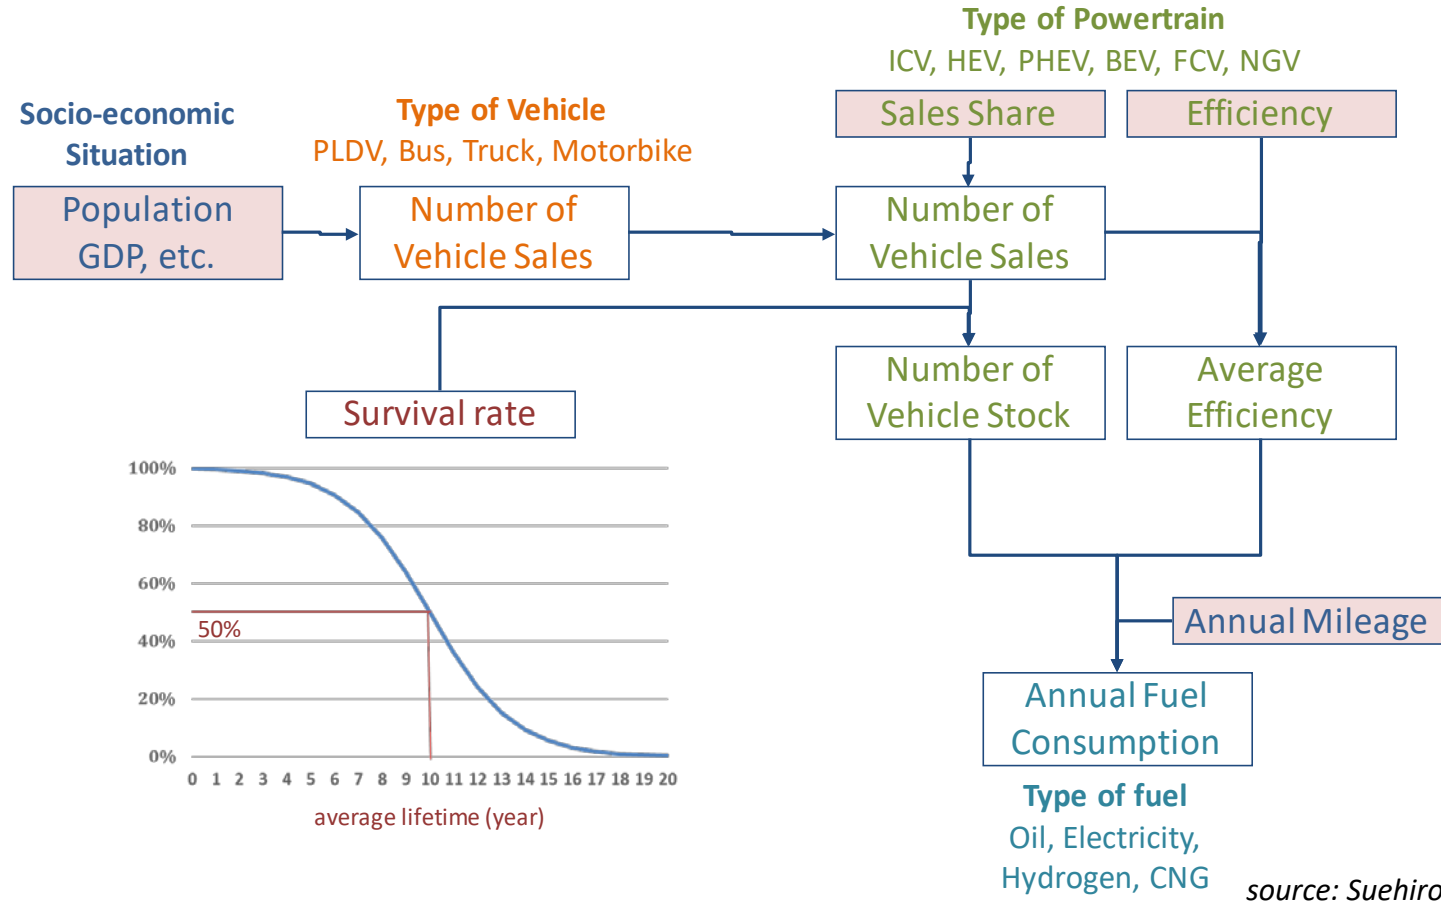 Type of Powertrain
ICV, HEV, PHEV, BEV, FCV, NGV
Socio-economic
Situation
Type of Vehicle
PLDV, Bus, Truck, Motorbike
Sales Share
Efficiency
Population
GDP, etc.
Number of
Vehicle Sales
Number of
Vehicle Sales
Number of
Vehicle Stock
Average
Efficiency
Survival rate
100%
80%
60%
50%
40%
20%
0%
0 1 2 3 4 5 6 7 8 9 10 11 12 13 14 15 16 17 18 19 20
average lifetime (year)
Annual Mileage
Annual Fuel
Consumption
Type of fuel
Oil, Electricity,
Hydrogen, CNG
source: Suehiro